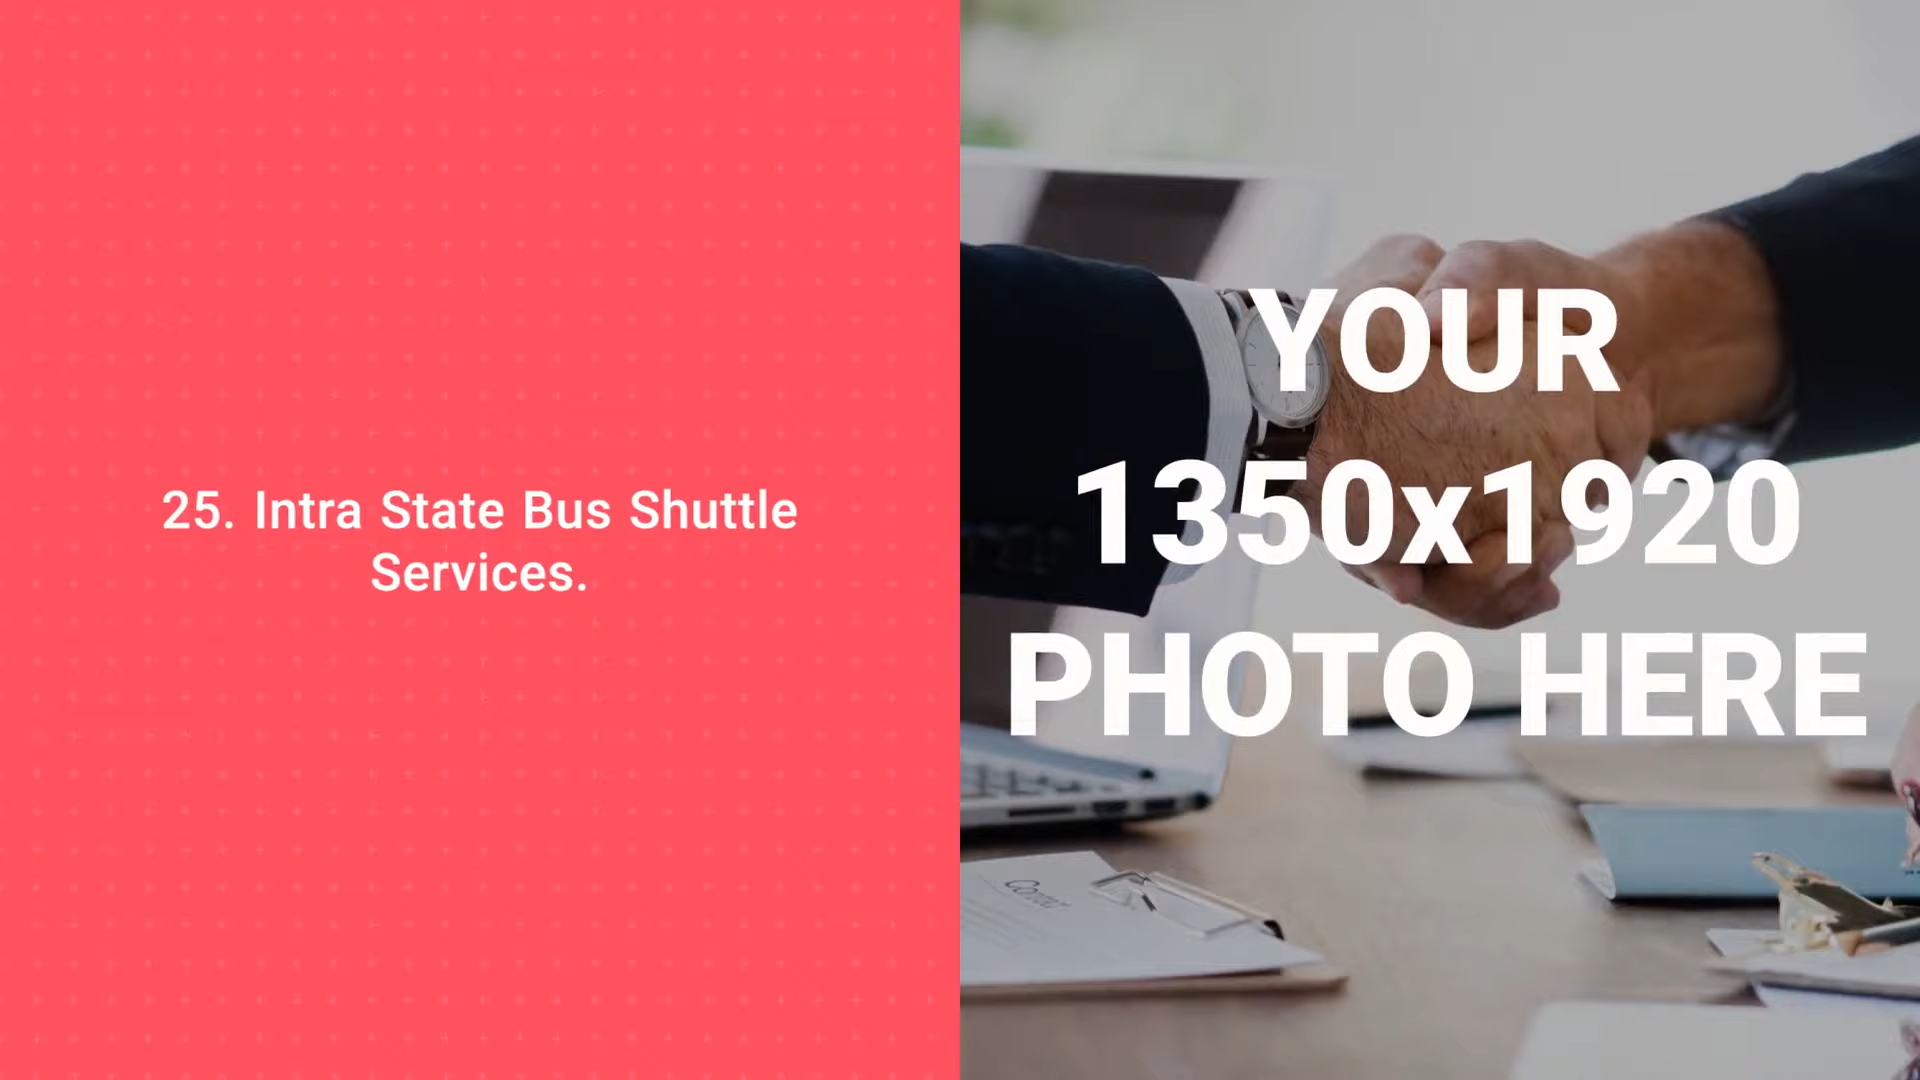 25. Intra State Bus Shuttle
Services.
YOUR
1350x1920
PHOTO HERE